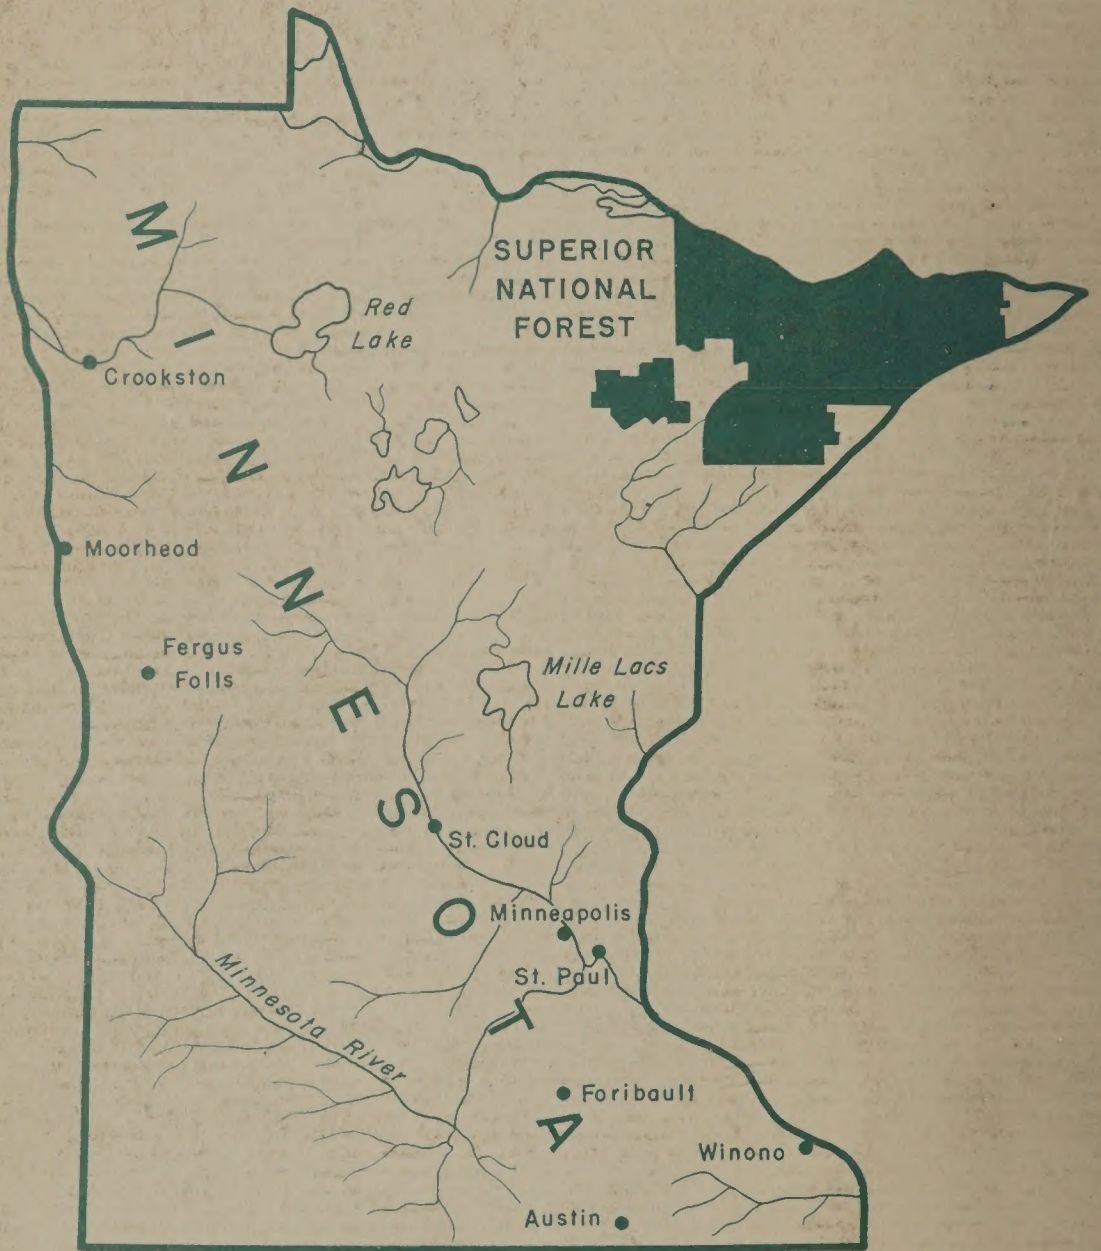 MINNESOTA
SUPERIOR
NATIONAL
FOREST
Red
Lake
Crookston
Moorheod
Fergus
Folls
Mille Lacs
Lake
St. Cloud
Minneapolis
St. Paul
Minnesota River
Foribault
Winono
Austin